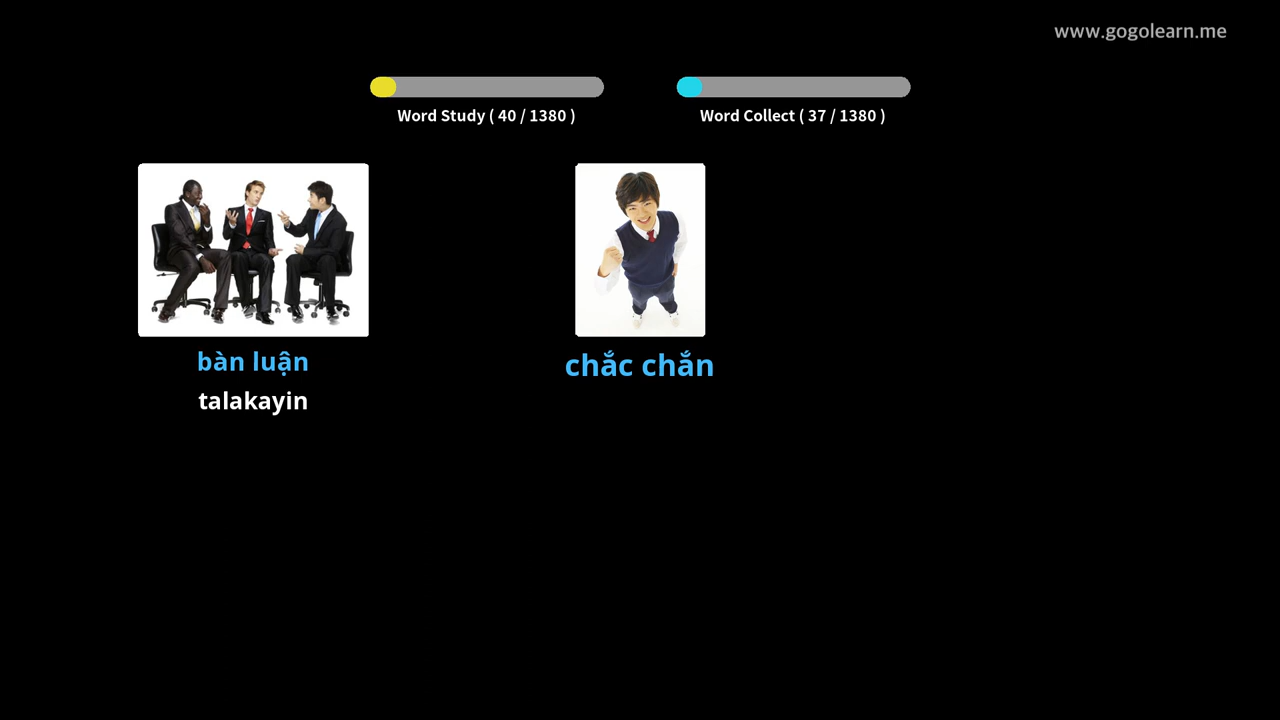 www.gogolearn.me
Word Study ( 40 / 1380 )
Word Collect ( 37 / 1380 )
bàn luận
talakayin
chắc chắn